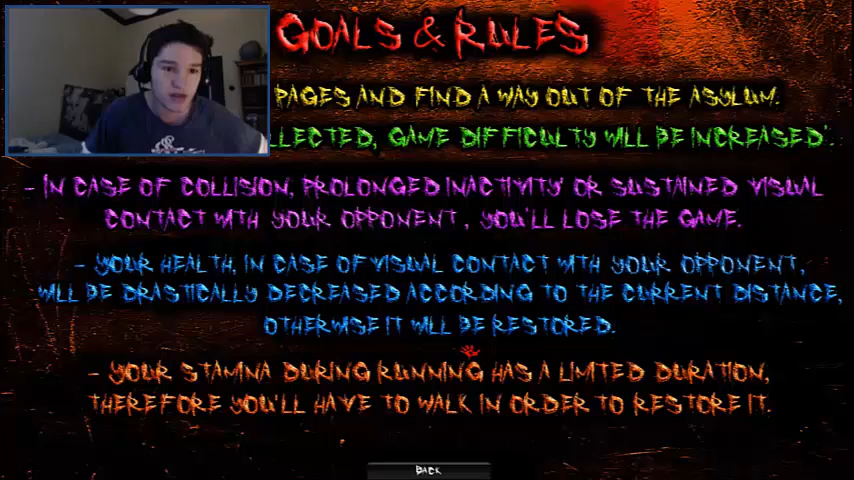 Goals & Rules
pages and find a way out of the asylum.
llected, game difficulty will be increased'.
- In case of collision, prolonged inactivity or sustained visual
contact with your opponent , you'll lose the game.
- Your health, in case of visual contact with your opponent,
will be drastically decreased according to the current distance,
otherwise it will be restored.
- Your stamina during running has a limited duration,
therefore you'll have to walk in order to restore it.
Back